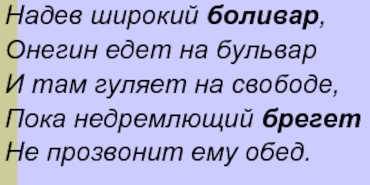 Надев широкий боливар,
Онегин едет на бульвар
И там гуляет на свободе,
Пока недремлющий брегет
Не прозвонит ему обед.